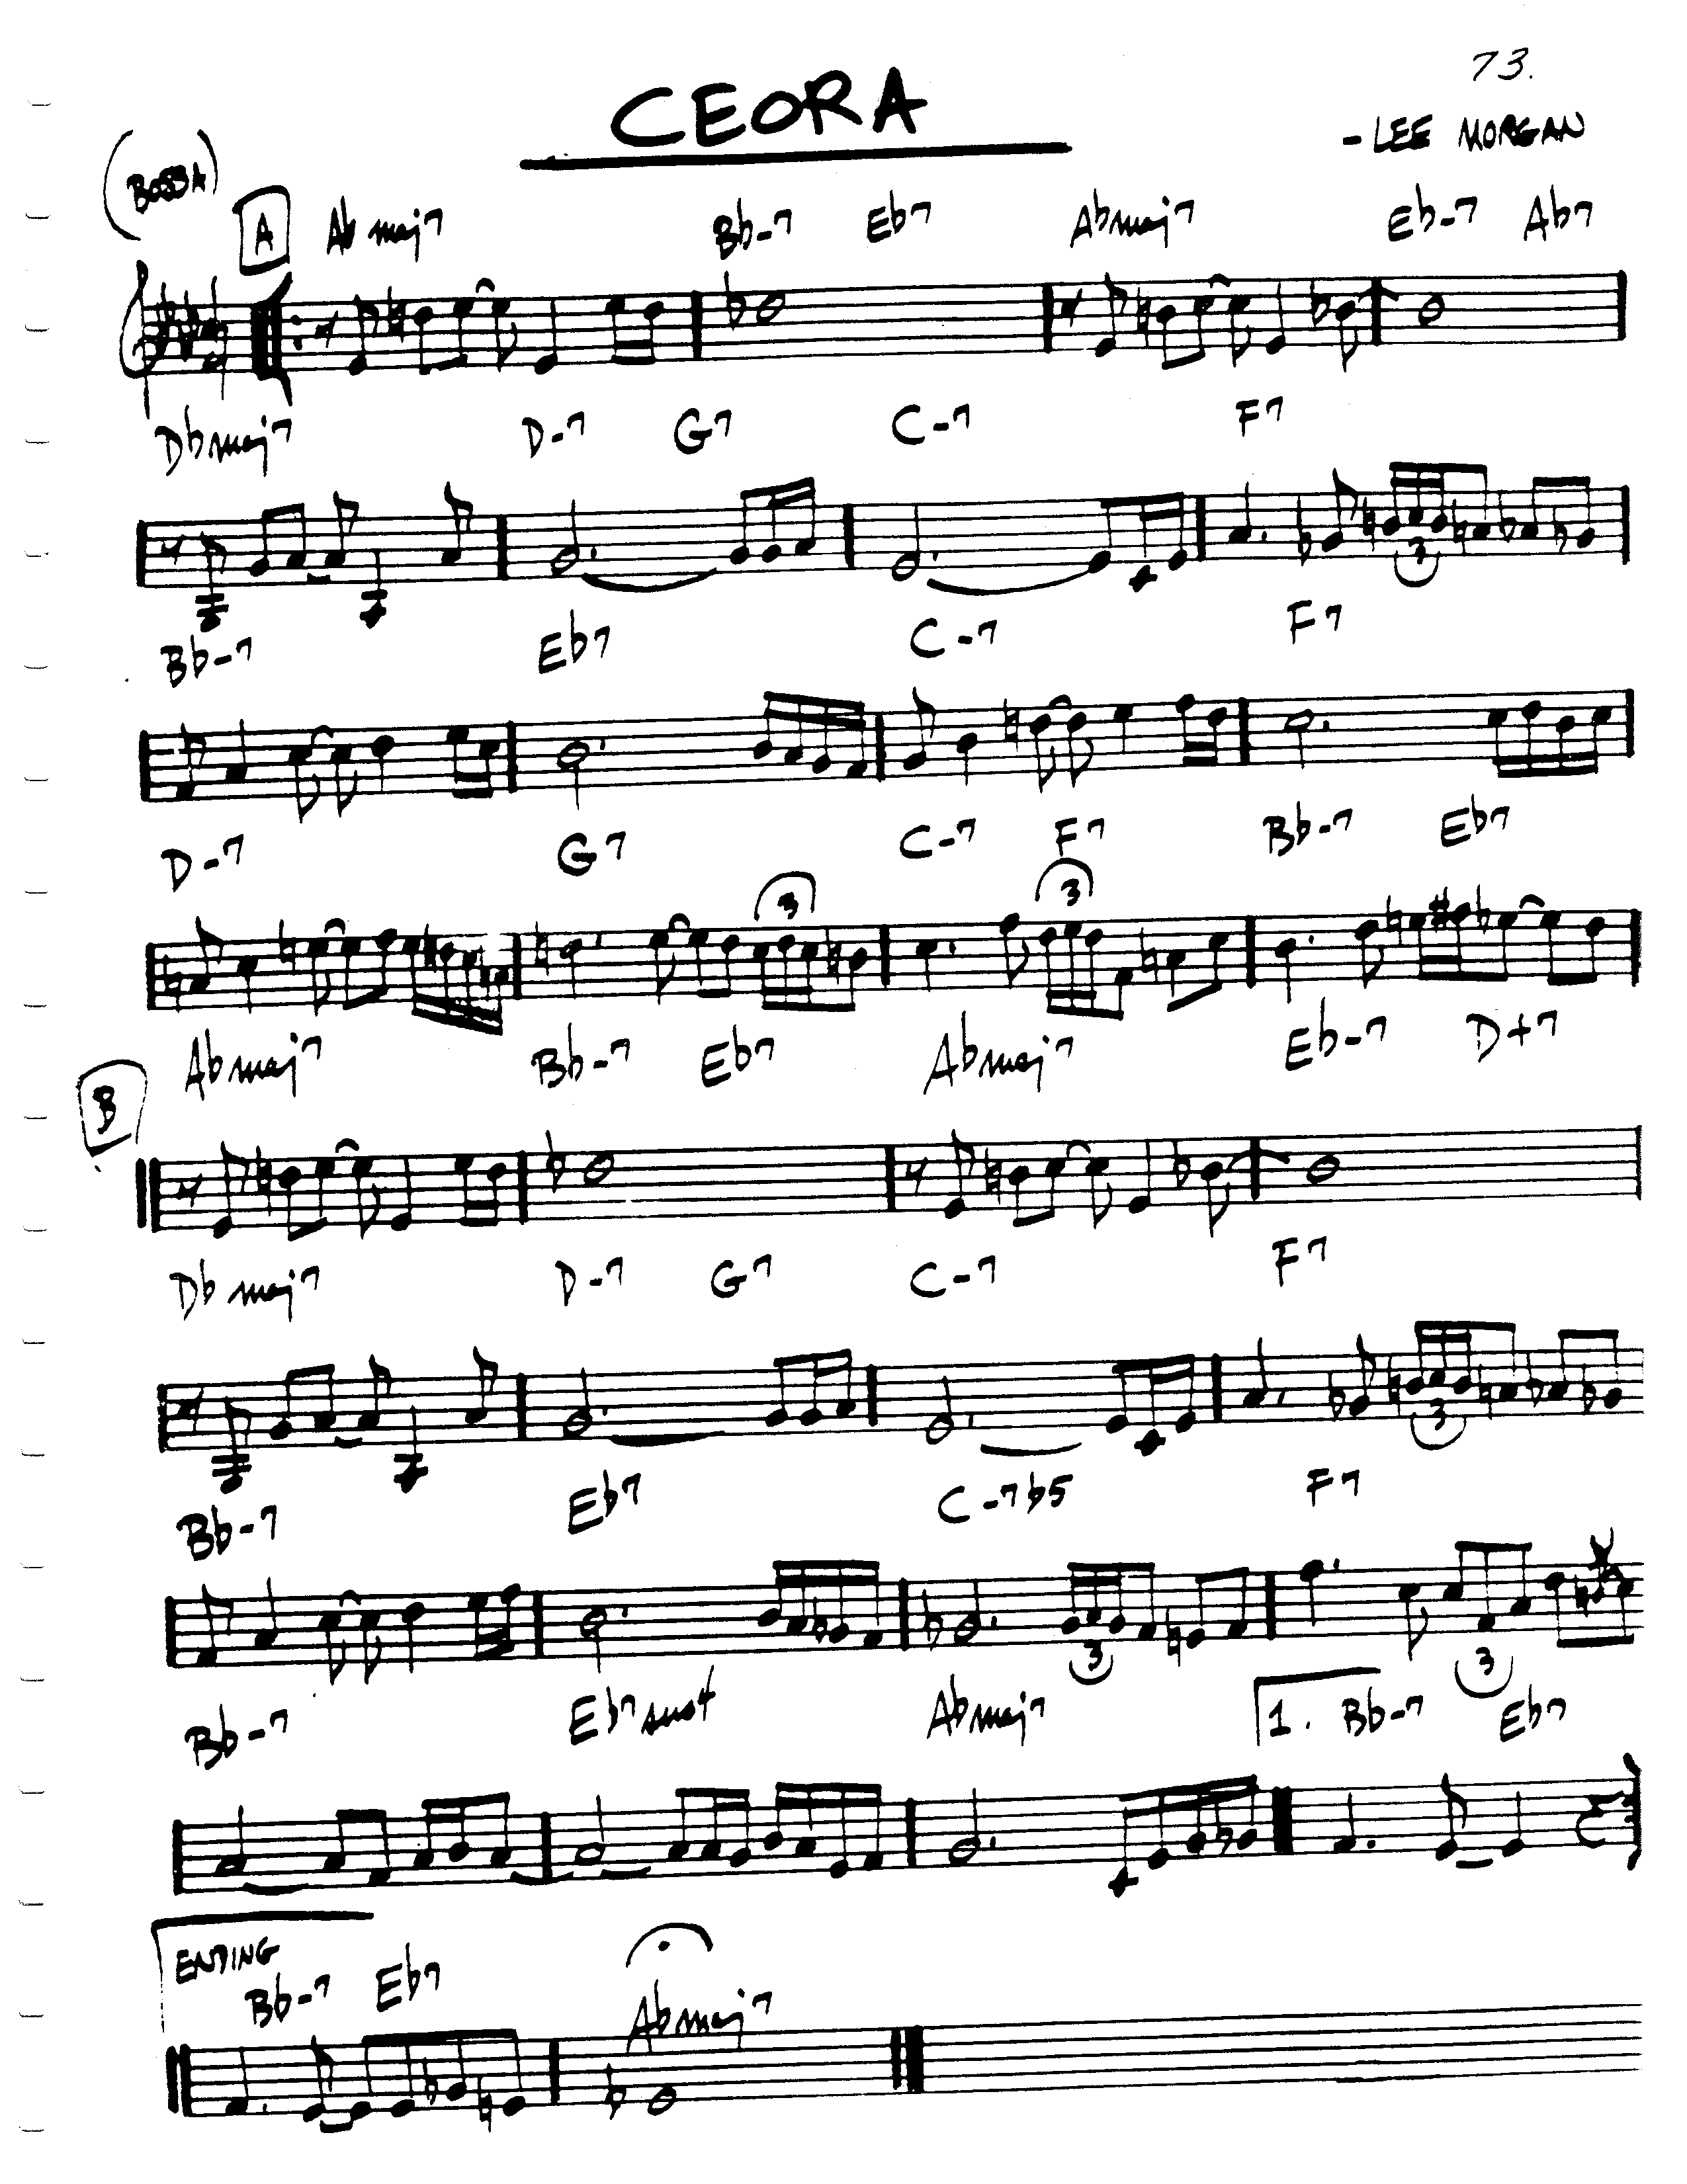 73.
CEORA
- LEE MORGAN
(BOSSA)
A Ab maj7 Bb-7 Eb7 Abmaj7 Eb-7 Ab7
Dbmaj7 D-7 G7 C-7 F7
3
Bb-7 Eb7 C-7 F7
D-7 G7 C-7 F7 Bb-7 Eb7
3 3
B Abmaj7 Bb-7 Eb7 Abmaj7 Eb-7 D+7
Db maj7 D-7 G7 C-7 F7
3
Bb-7 Eb7 C-7b5 F7
3 3
Bb-7 Eb7sus4 Abmaj7 1. Bb-7 Eb7
ENDING
Bb-7 Eb7 Abmaj7